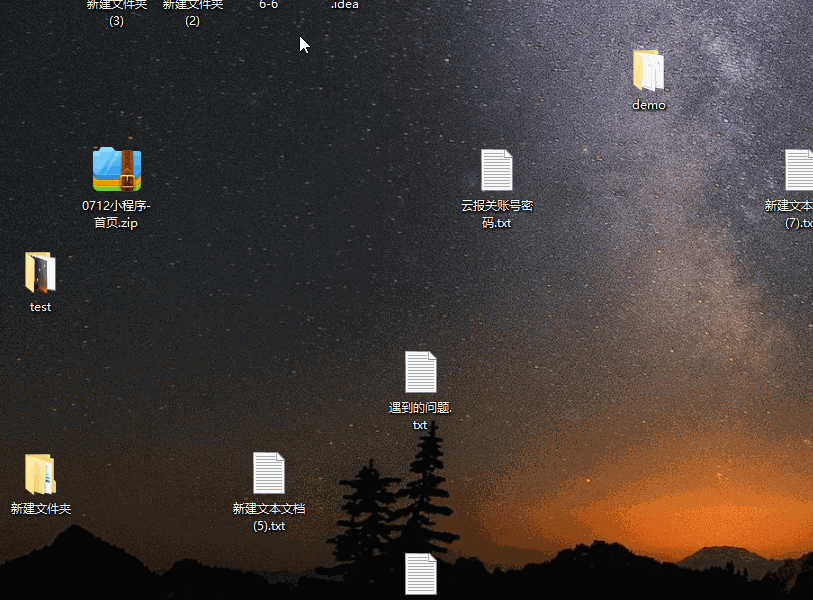 新建文件夹
(3)
新建文件夹
(2)
6-6
.idea
demo
0712小程序-
首页.zip
云报关账号密
码.txt
新建文本
(7).tx
test
遇到的问题.
txt
新建文件夹
新建文本文档
(5).txt